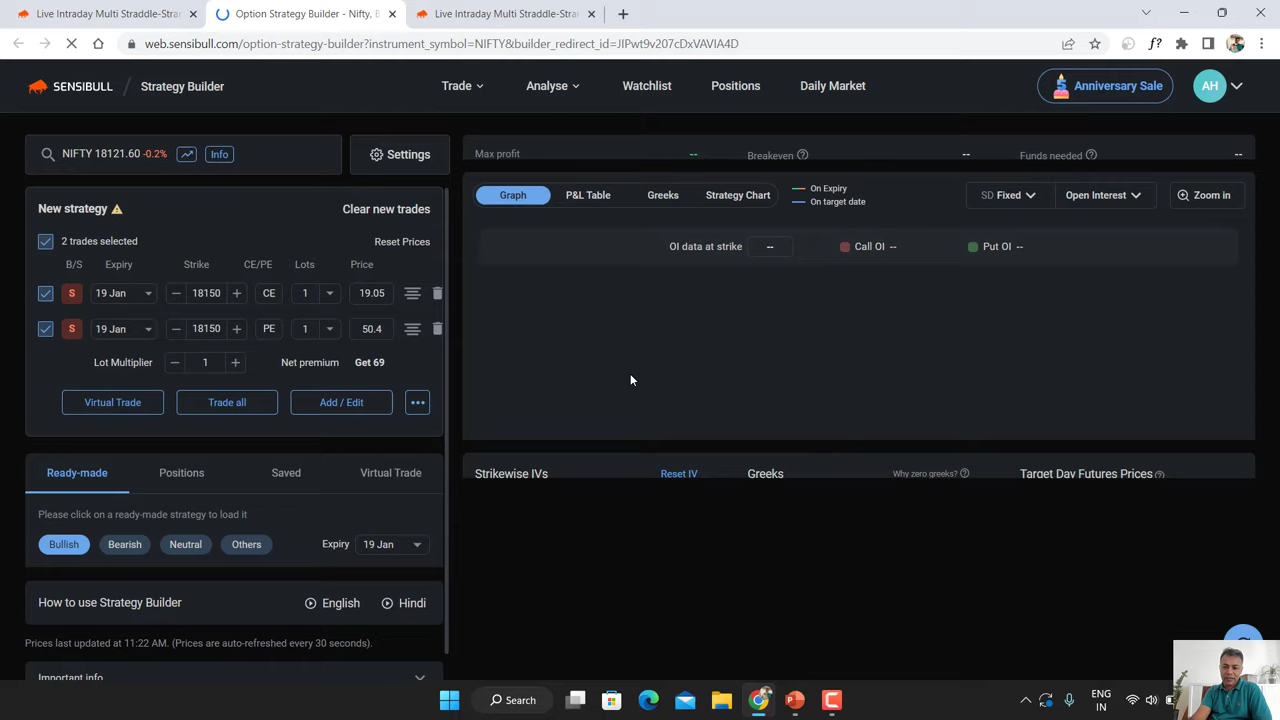 Live Intraday Multi Straddle-Stra
Option Strategy Builder - Nifty, B
Live Intraday Multi Straddle-Stra
web.sensibull.com/option-strategy-builder?instrument_symbol=NIFTY&builder_redirect_id=JIPwt9v207cDxVAVIA4D
SENSIBULL / Strategy Builder Trade Analyse Watchlist Positions Daily Market 5 Anniversary Sale AH
NIFTY 18121.60 -0.2% Info Settings
Max profit -- Breakeven -- Funds needed --
Graph P&L Table Greeks Strategy Chart On Expiry On target date SD Fixed Open Interest Zoom in
New strategy Clear new trades
2 trades selected Reset Prices
OI data at strike -- Call OI -- Put OI --
B/S Expiry Strike CE/PE Lots Price
S 19 Jan 18150 CE 1 19.05
S 19 Jan 18150 PE 1 50.4
Lot Multiplier 1 Net premium Get 69
Virtual Trade Trade all Add / Edit
Ready-made Positions Saved Virtual Trade
Strikewise IVs Reset IV Greeks Why zero greeks? Target Day Futures Prices
Please click on a ready-made strategy to load it
Bullish Bearish Neutral Others Expiry 19 Jan
How to use Strategy Builder English Hindi
Prices last updated at 11:22 AM. (Prices are auto-refreshed every 30 seconds).
Important info
Search
ENG
IN